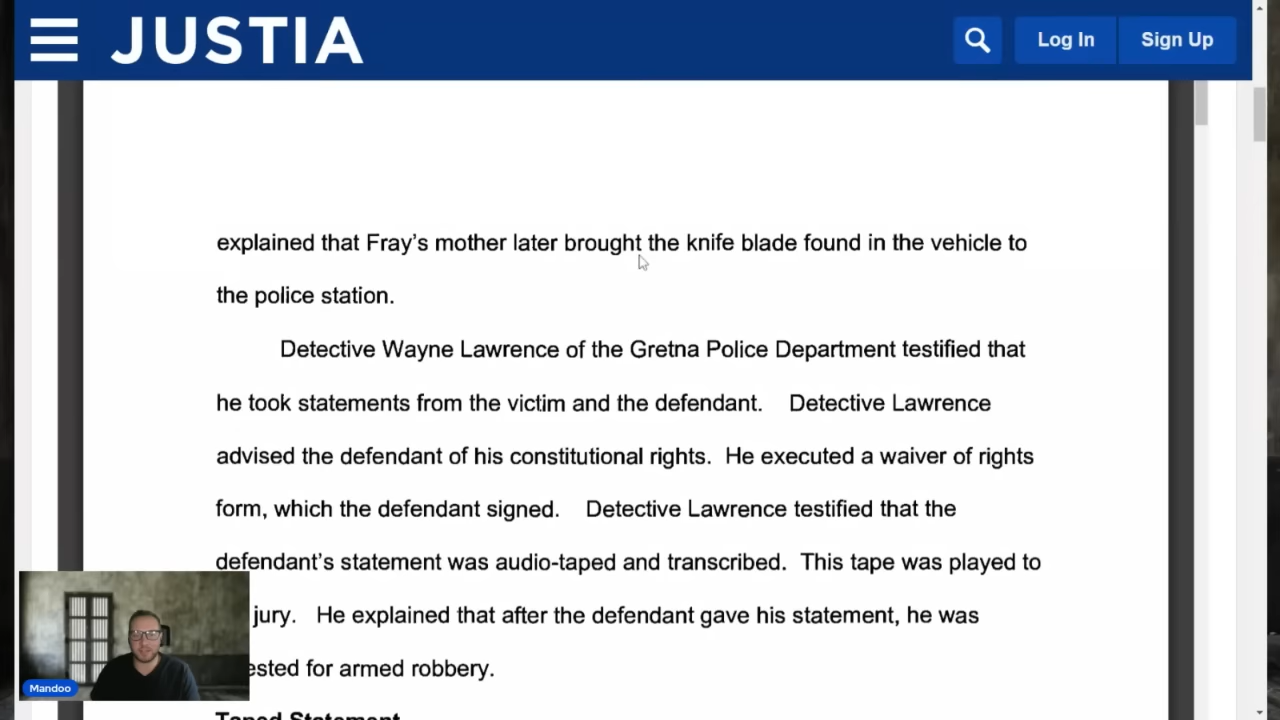 JUSTIA
Log In
Sign Up
explained that Fray's mother later brought the knife blade found in the vehicle to
the police station.
Detective Wayne Lawrence of the Gretna Police Department testified that
he took statements from the victim and the defendant. Detective Lawrence
advised the defendant of his constitutional rights. He executed a waiver of rights
form, which the defendant signed. Detective Lawrence testified that the
defendant's statement was audio-taped and transcribed. This tape was played to
jury. He explained that after the defendant gave his statement, he was
ested for armed robbery.
Taped Statement
Mandoo